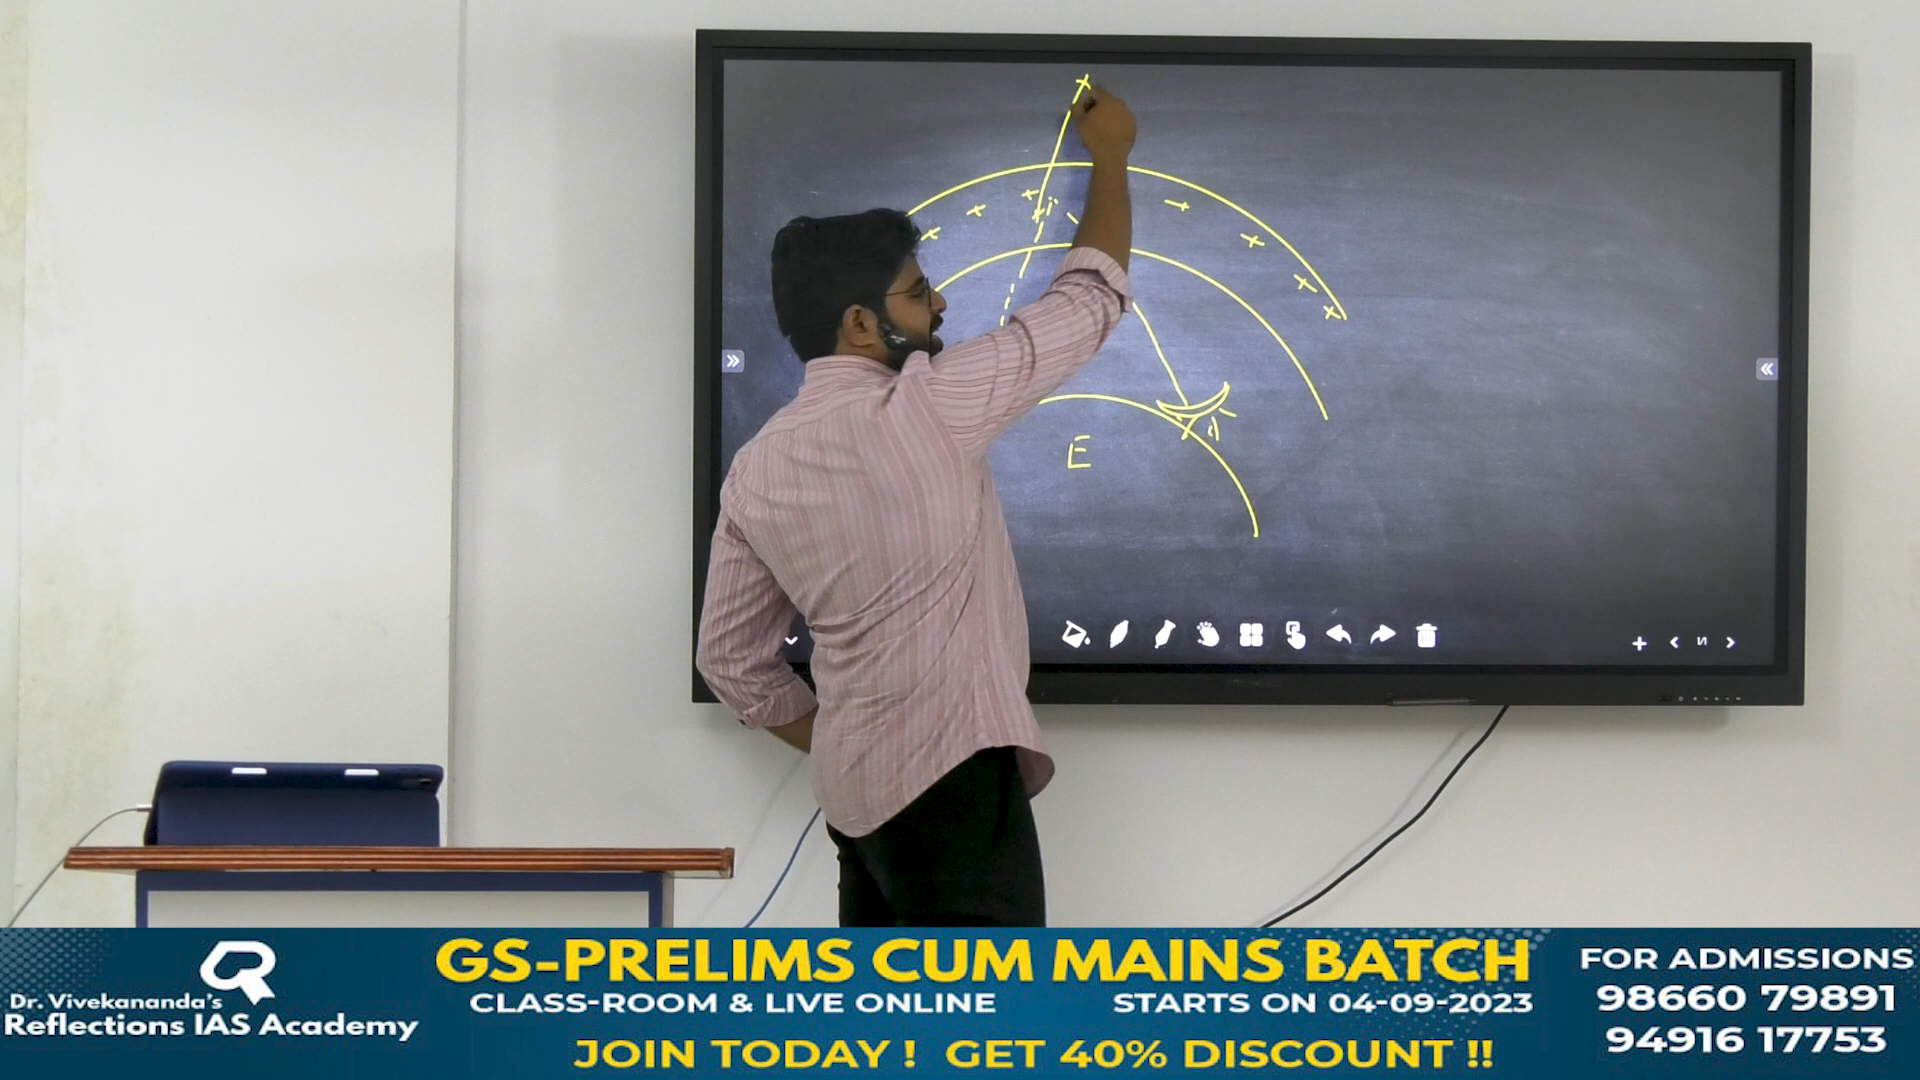 E
Dr. Vivekananda's
Reflections IAS Academy
GS-PRELIMS CUM MAINS BATCH
CLASS-ROOM & LIVE ONLINE STARTS ON 04-09-2023
JOIN TODAY ! GET 40% DISCOUNT !!
FOR ADMISSIONS
98660 79891
94916 17753